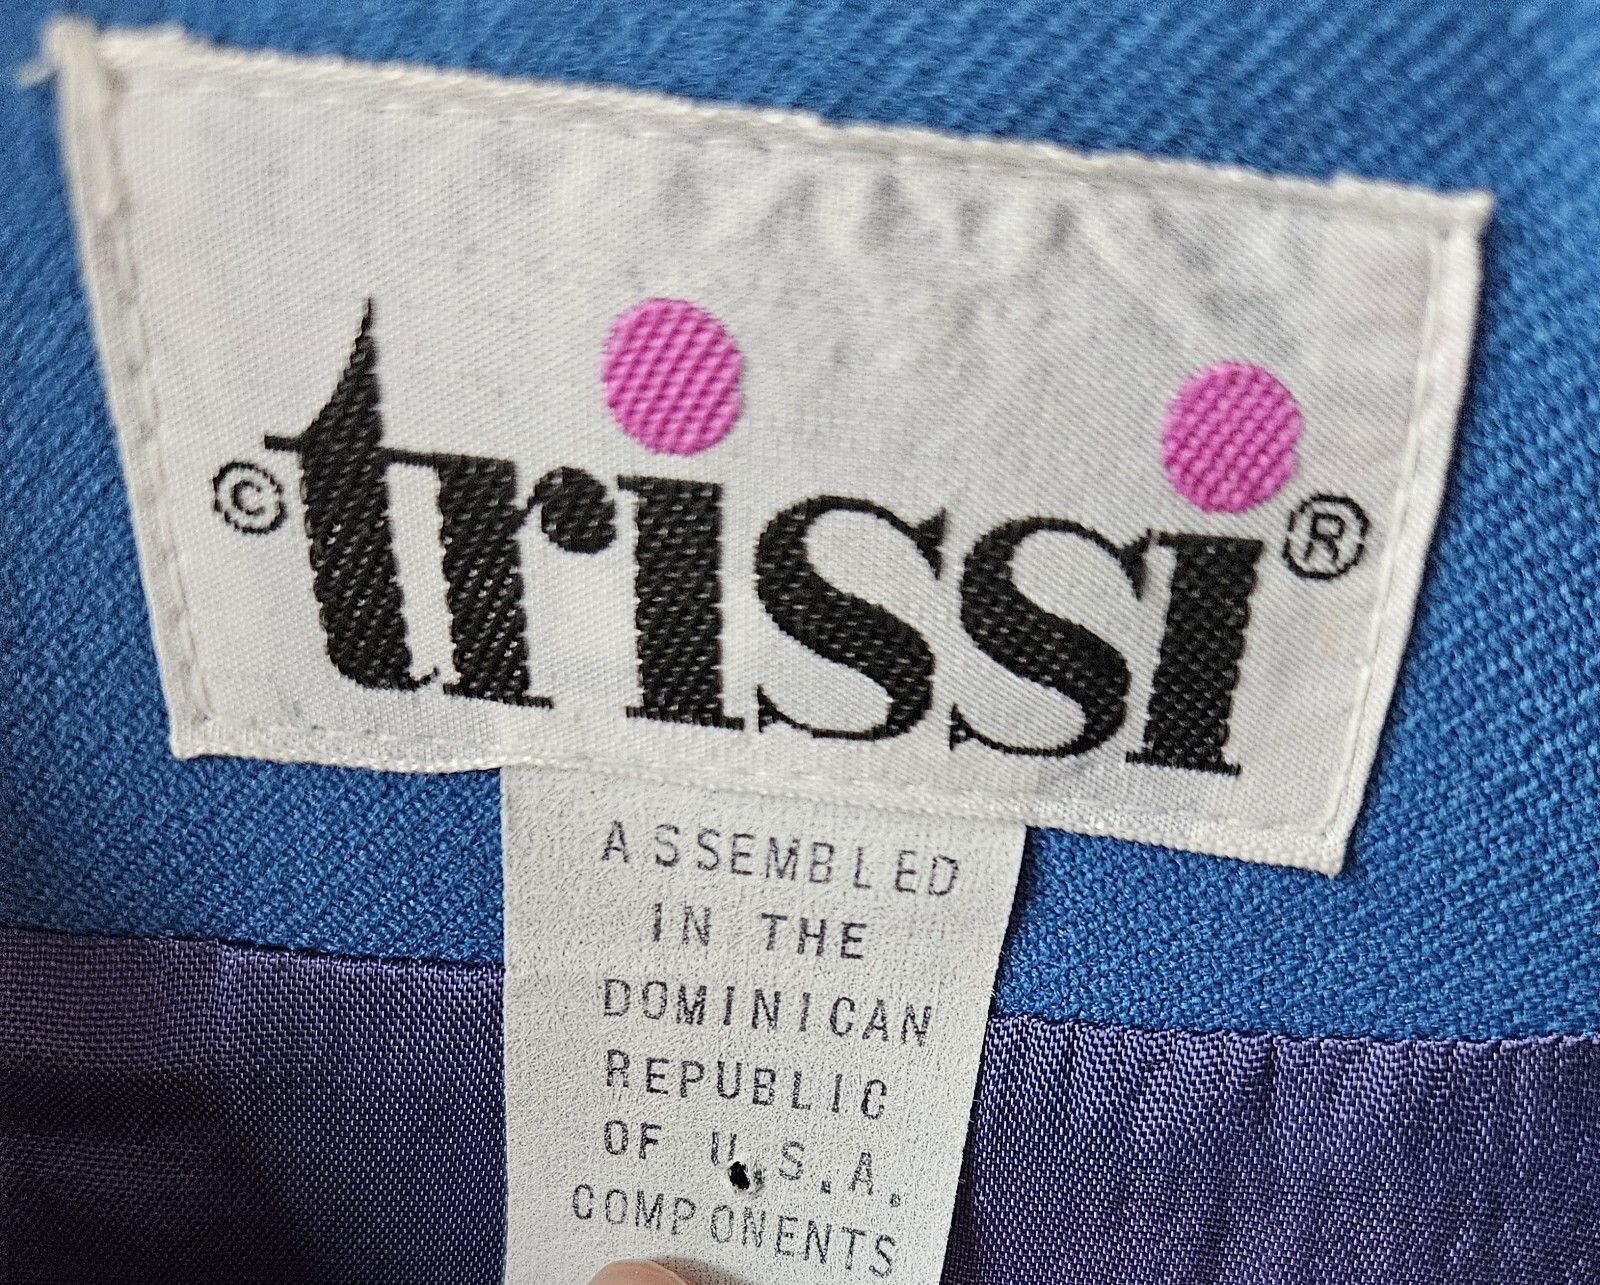 © trissi ®
ASSEMBLED
IN THE
DOMINICAN
REPUBLIC
OF U.S.A.
COMPONENTS